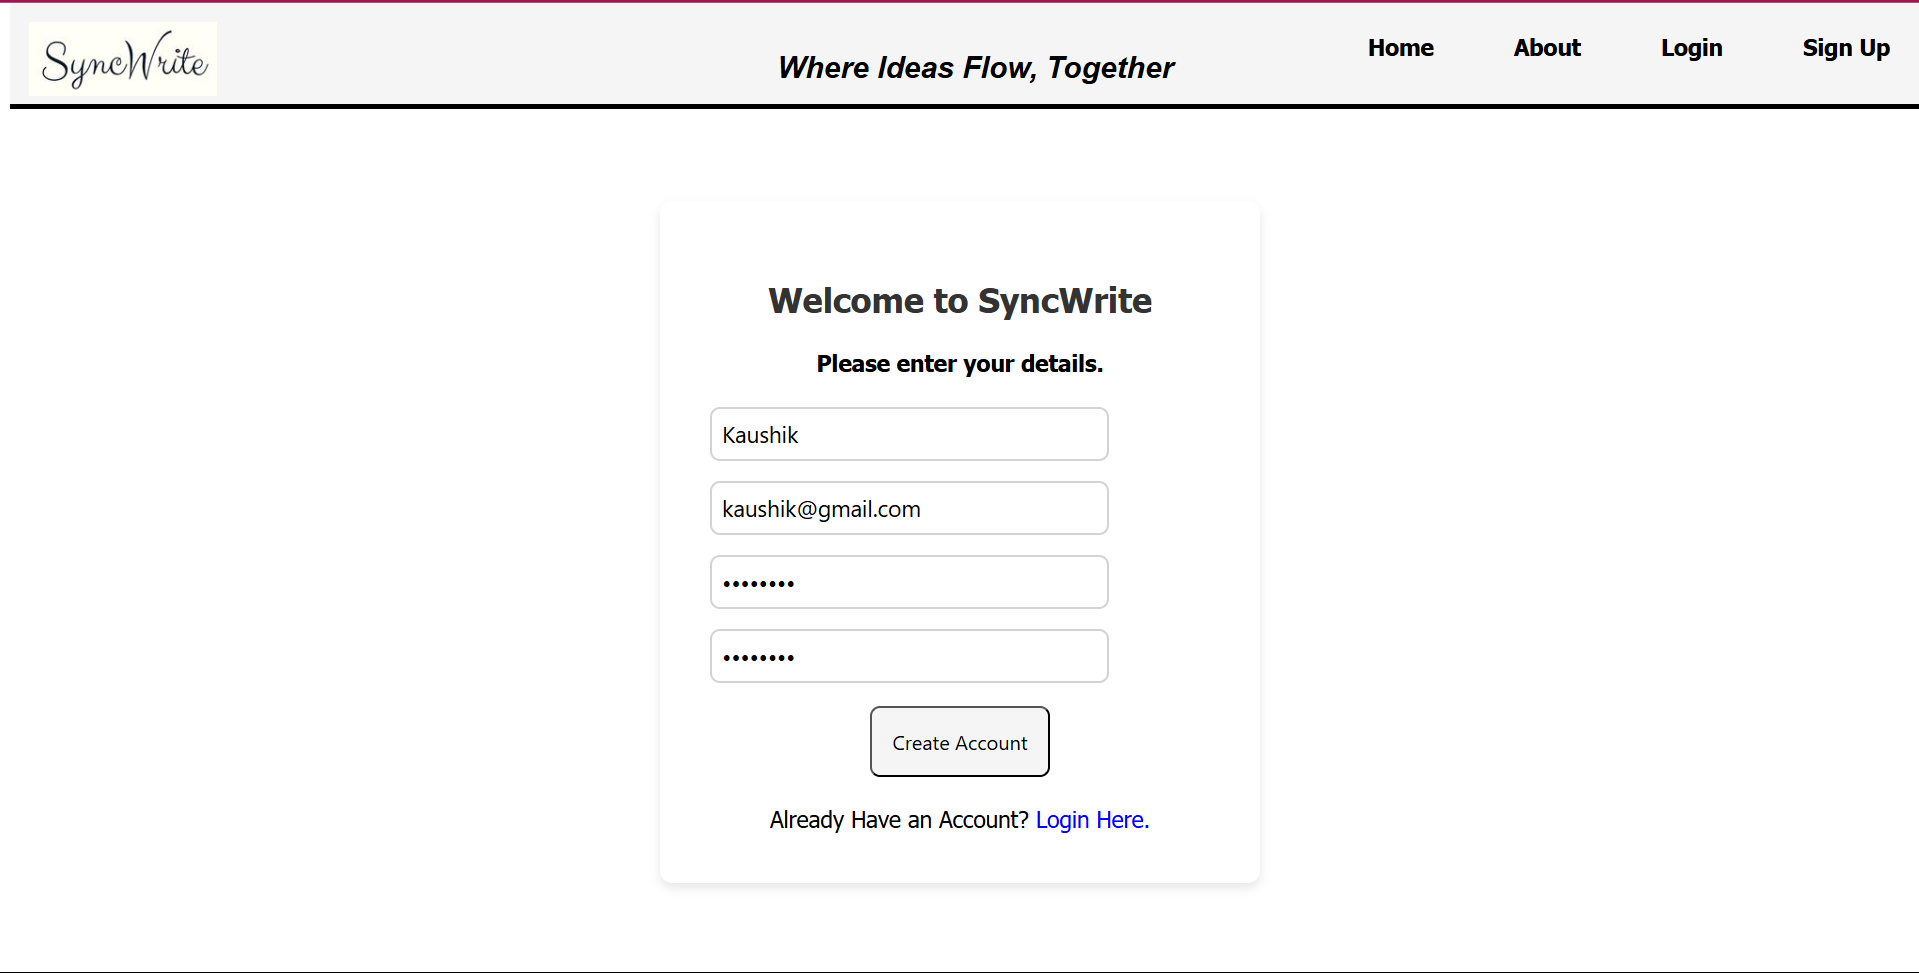 SyncWrite
Where Ideas Flow, Together
Home About Login Sign Up
Welcome to SyncWrite
Please enter your details.
Kaushik
kaushik@gmail.com
••••••••
••••••••
Create Account
Already Have an Account? Login Here.